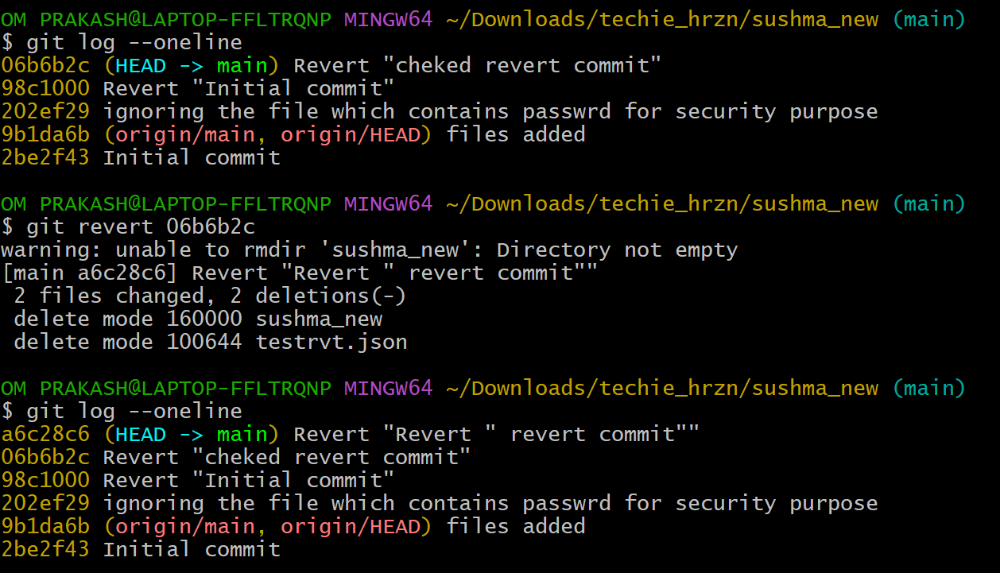 OM PRAKASH@LAPTOP-FFLTRQNP MINGW64 ~/Downloads/techie_hrzn/sushma_new (main)
$ git log --oneline
06b6b2c (HEAD -> main) Revert "cheked revert commit"
98c1000 Revert "Initial commit"
202ef29 ignoring the file which contains passwrd for security purpose
9b1da6b (origin/main, origin/HEAD) files added
2be2f43 Initial commit
OM PRAKASH@LAPTOP-FFLTRQNP MINGW64 ~/Downloads/techie_hrzn/sushma_new (main)
$ git revert 06b6b2c
warning: unable to rmdir 'sushma_new': Directory not empty
[main a6c28c6] Revert "Revert " revert commit""
 2 files changed, 2 deletions(-)
 delete mode 160000 sushma_new
 delete mode 100644 testrvt.json
OM PRAKASH@LAPTOP-FFLTRQNP MINGW64 ~/Downloads/techie_hrzn/sushma_new (main)
$ git log --oneline
a6c28c6 (HEAD -> main) Revert "Revert " revert commit""
06b6b2c Revert "cheked revert commit"
98c1000 Revert "Initial commit"
202ef29 ignoring the file which contains passwrd for security purpose
9b1da6b (origin/main, origin/HEAD) files added
2be2f43 Initial commit